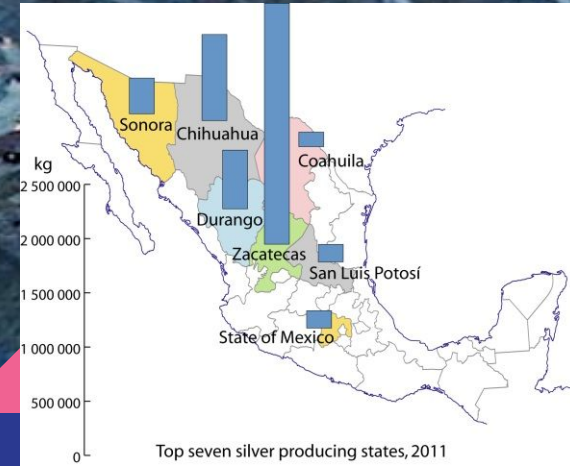 Sonora
Chihuahua
Coahuila
kg
2 500 000
Durango
2 000 000
Zacatecas
San Luis Potosí
1 500 000
State of Mexico
1 000 000
500 000
0
Top seven silver producing states, 2011